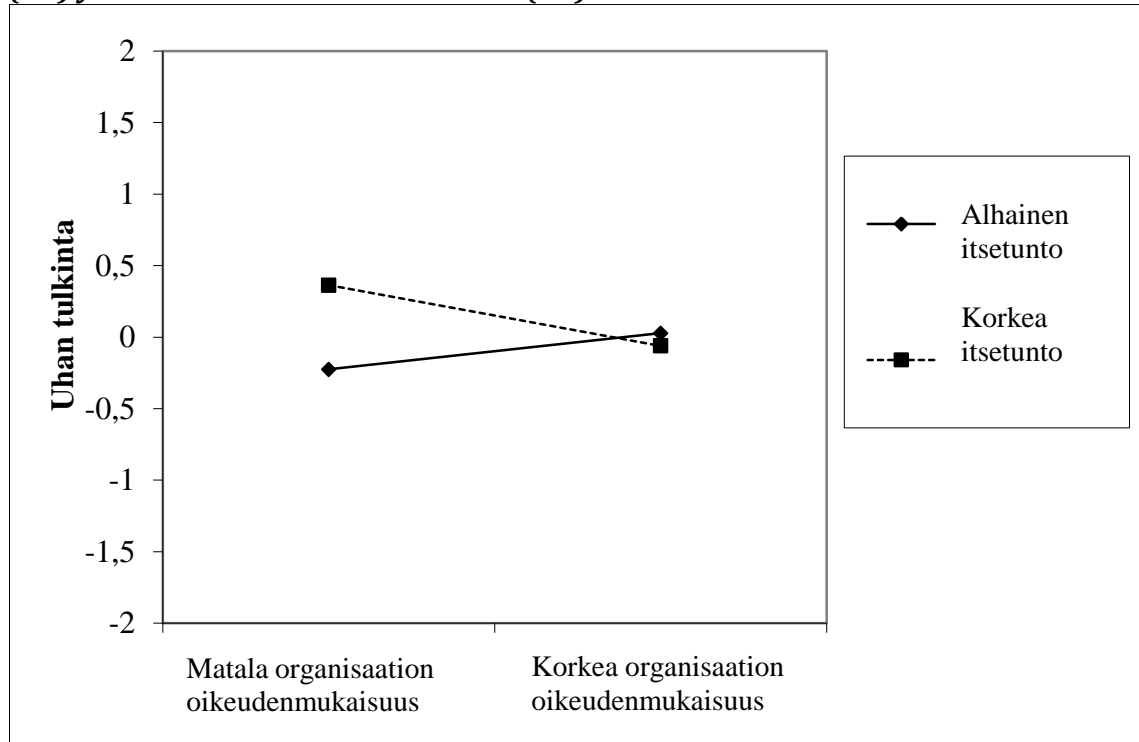 2
1,5
1
0,5
0
-0,5
-1
-1,5
-2
Uhan tulkinta
Matala organisaation
oikeudenmukaisuus
Korkea organisaation
oikeudenmukaisuus
Alhainen
itsetunto
Korkea
itsetunto